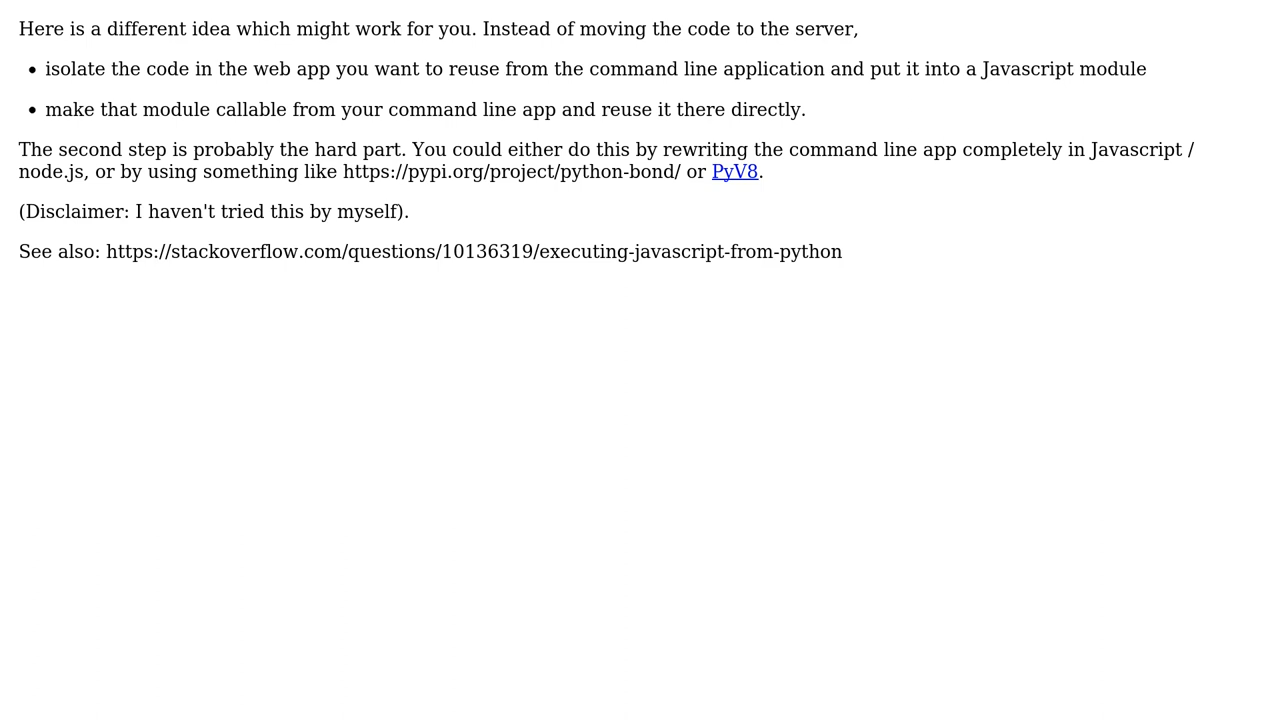 Here is a different idea which might work for you. Instead of moving the code to the server,
• isolate the code in the web app you want to reuse from the command line application and put it into a Javascript module
• make that module callable from your command line app and reuse it there directly.
The second step is probably the hard part. You could either do this by rewriting the command line app completely in Javascript /
node.js, or by using something like https://pypi.org/project/python-bond/ or PyV8.
(Disclaimer: I haven't tried this by myself).
See also: https://stackoverflow.com/questions/10136319/executing-javascript-from-python